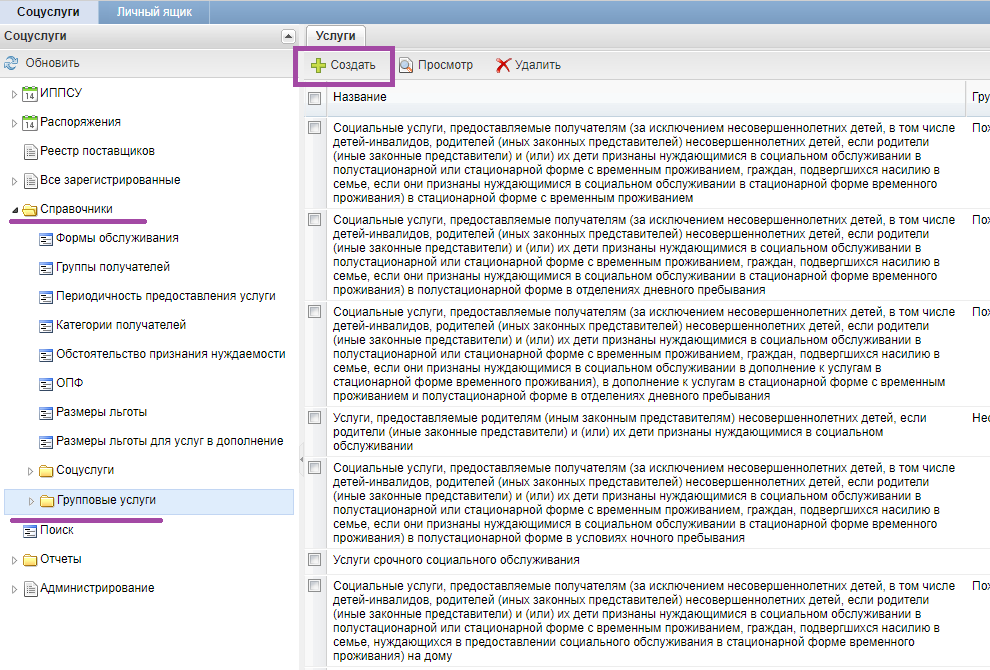 Соцуслуги
Личный ящик
Соцуслуги
Обновить
ИППСУ
Распоряжения
Реестр поставщиков
Все зарегистрированные
Справочники
Формы обслуживания
Группы получателей
Периодичность предоставления услуги
Категории получателей
Обстоятельство признания нуждаемости
ОПФ
Размеры льготы
Размеры льготы для услуг в дополнение
Соцуслуги
Групповые услуги
Поиск
Отчеты
Администрирование
Услуги
Создать
Просмотр
Удалить
Название
Гру
Социальные услуги, предоставляемые получателям (за исключением несовершеннолетних детей, в том числе
Пох
детей-инвалидов, родителей (иных законных представителей) несовершеннолетних детей, если родители
(иные законные представители) и (или) их дети признаны нуждающимися в социальном обслуживании в
полустационарной или стационарной форме с временным проживанием, граждан, подвергшихся насилию в
семье, если они признаны нуждающимися в социальном обслуживании в стационарной форме временного
проживания) в стационарной форме с временным проживанием
Социальные услуги, предоставляемые получателям (за исключением несовершеннолетних детей, в том числе
Пох
детей-инвалидов, родителей (иных законных представителей) несовершеннолетних детей, если родители
(иные законные представители) и (или) их дети признаны нуждающимися в социальном обслуживании в
полустационарной или стационарной форме с временным проживанием, граждан, подвергшихся насилию в
семье, если они признаны нуждающимися в социальном обслуживании в стационарной форме временного
проживания) в полустационарной форме в отделениях дневного пребывания
Социальные услуги, предоставляемые получателям (за исключением несовершеннолетних детей, в том числе
Пох
детей-инвалидов, родителей (иных законных представителей) несовершеннолетних детей, если родители
(иные законные представители) и (или) их дети признаны нуждающимися в социальном обслуживании в
полустационарной или стационарной форме с временным проживанием, граждан, подвергшихся насилию в
семье, если они признаны нуждающимися в социальном обслуживании в дополнение к услугам в
стационарной форме временного проживания), в дополнение к услугам в стационарной форме с временным
проживанием и полустационарной форме в отделениях дневного пребывания
Услуги, предоставляемые родителям (иным законным представителям) несовершеннолетних детей, если
Нес
родители (иные законные представители) и (или) их дети признаны нуждающимися в социальном
обслуживании
Социальные услуги, предоставляемые получателям (за исключением несовершеннолетних детей, в том числе
Пох
детей-инвалидов, родителей (иных законных представителей) несовершеннолетних детей, если родители
(иные законные представители) и (или) их дети признаны нуждающимися в социальном обслуживании в
полустационарной или стационарной форме с временным проживанием, граждан, подвергшихся насилию в
семье, если они признаны нуждающимися в социальном обслуживании в стационарной форме временного
проживания) в полустационарной форме в условиях ночного пребывания
Услуги срочного социального обслуживания
Социальные услуги, предоставляемые получателям (за исключением несовершеннолетних детей, в том числе
Пох
детей-инвалидов, родителей (иных законных представителей) несовершеннолетних детей, если родители
(иные законные представители) и (или) их дети признаны нуждающимися в социальном обслуживании в
полустационарной или стационарной форме с временным проживанием, граждан, подвергшихся насилию в
семье, нуждающихся в предоставлении социального обслуживания в стационарной форме временного
проживания) на дому